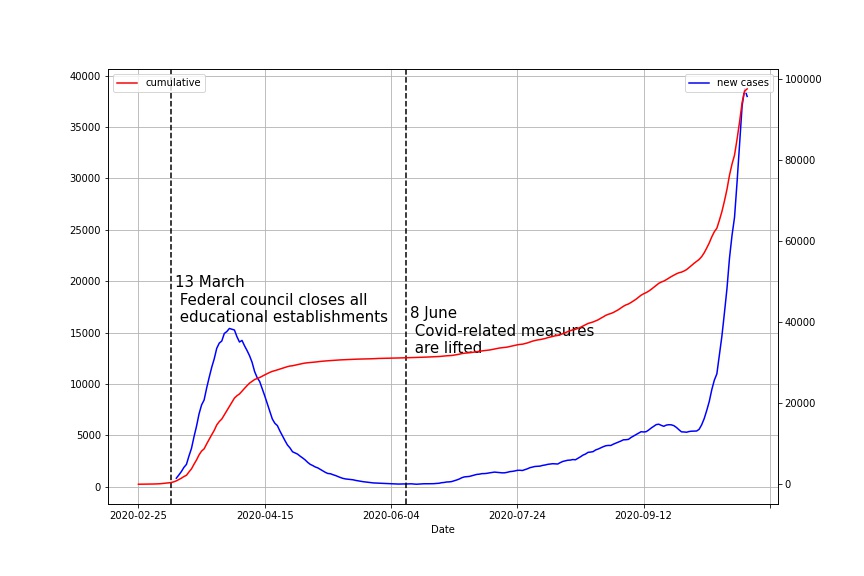 cumulative
new cases
40000
35000
30000
25000
20000
15000
10000
5000
0
100000
80000
60000
40000
20000
0
13 March
Federal council closes all
educational establishments
8 June
Covid-related measures
are lifted
2020-02-25
2020-04-15
2020-06-04
2020-07-24
2020-09-12
Date